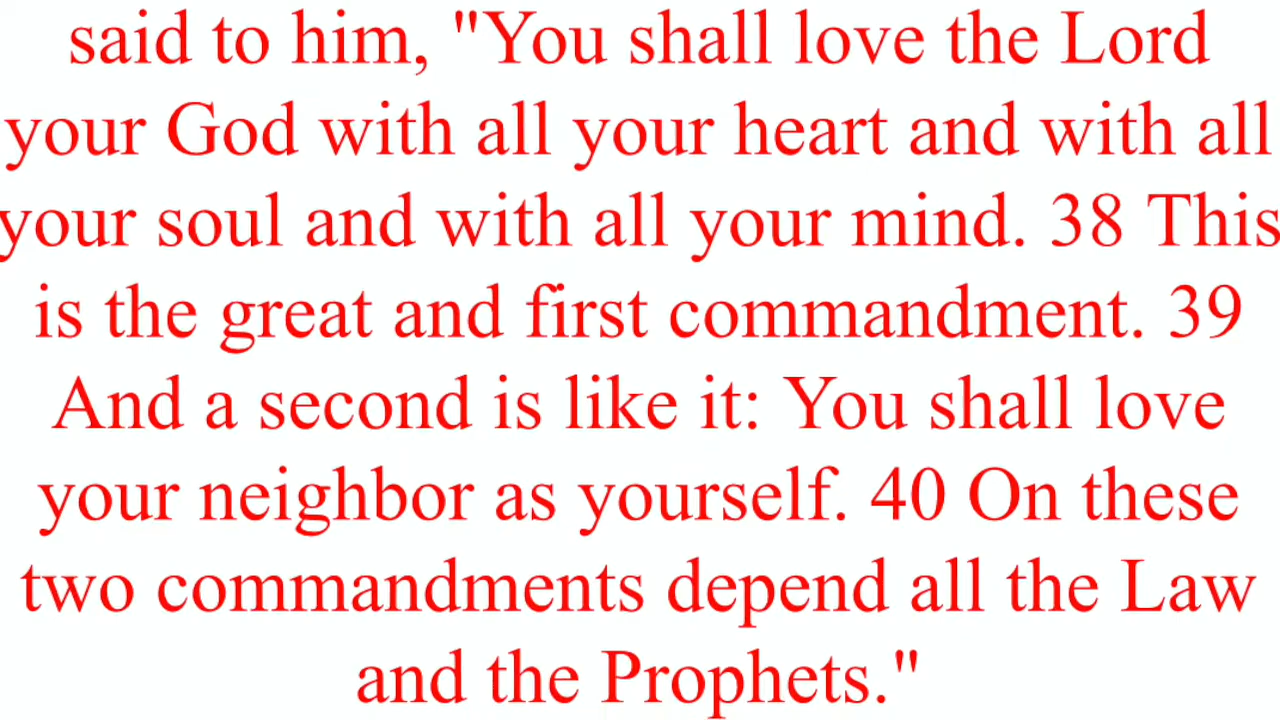 said to him, "You shall love the Lord
your God with all your heart and with all
your soul and with all your mind. 38 This
is the great and first commandment. 39
And a second is like it: You shall love
your neighbor as yourself. 40 On these
two commandments depend all the Law
and the Prophets."